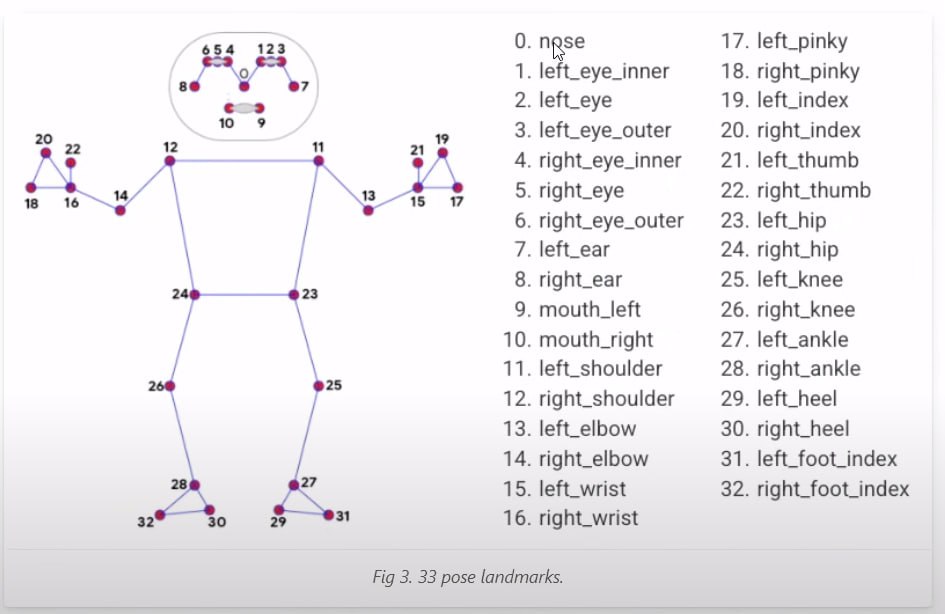 6 5 4 1 2 3
0
8 7
10 9
20 19
22 21
12 11
18 16 14 13 15 17
24 23
26 25
28 27
32 30 29 31
0. nose
1. left_eye_inner
2. left_eye
3. left_eye_outer
4. right_eye_inner
5. right_eye
6. right_eye_outer
7. left_ear
8. right_ear
9. mouth_left
10. mouth_right
11. left_shoulder
12. right_shoulder
13. left_elbow
14. right_elbow
15. left_wrist
16. right_wrist
17. left_pinky
18. right_pinky
19. left_index
20. right_index
21. left_thumb
22. right_thumb
23. left_hip
24. right_hip
25. left_knee
26. right_knee
27. left_ankle
28. right_ankle
29. left_heel
30. right_heel
31. left_foot_index
32. right_foot_index
Fig 3. 33 pose landmarks.